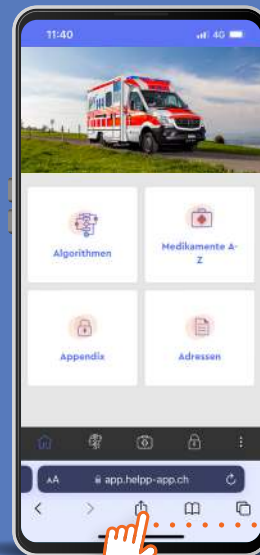 11:40
4G
Algorithmen
Medikamente A-
Z
Appendix
Adressen
AA
app.helpp-app.ch